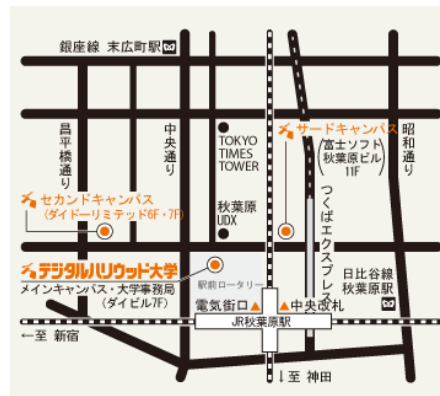 銀座線 末広町駅
昌平橋通り
中央通り
TOKYO
TIMES
TOWER
サードキャンパス
(富士ソフト
秋葉原ビル
11F)
昭和通り
セカンドキャンパス
(ダイドーリミテッド6F・7F)
秋葉原
UDX
つくばエクスプレス
デジタルハリウッド大学
メインキャンパス・大学事務局
(ダイビル7F)
駅前ロータリー
日比谷線
秋葉原駅
電気街口
中央改札
JR秋葉原駅
←至 新宿
↓至 神田